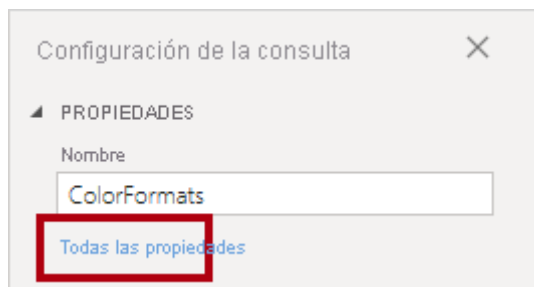 Configuración de la consulta
PROPIEDADES
Nombre
ColorFormats
Todas las propiedades